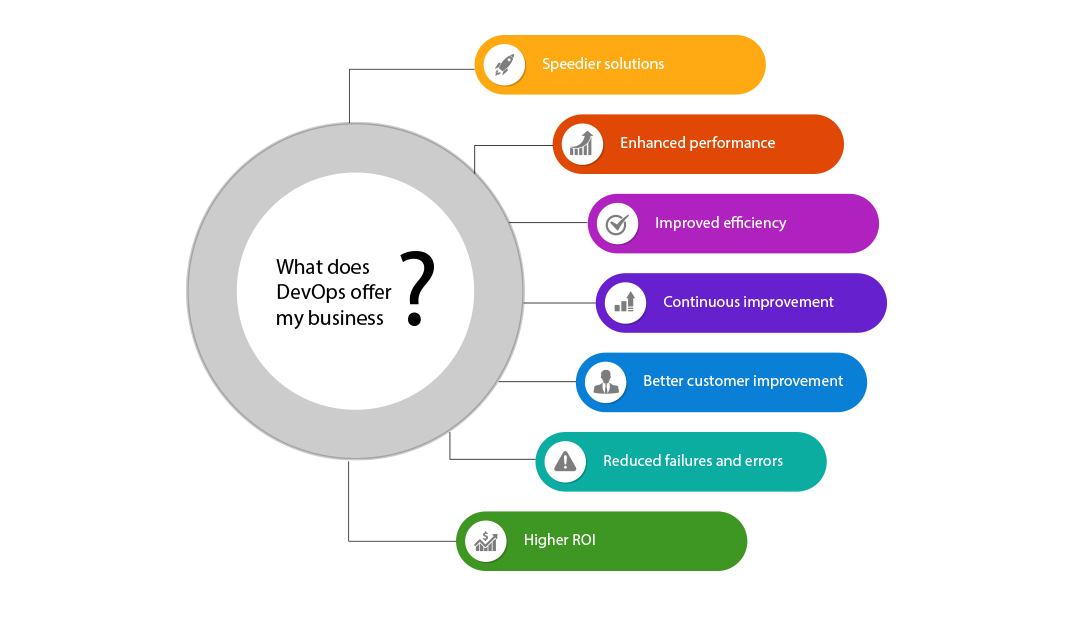 What does
DevOps offer
my business ?
Speedier solutions
Enhanced performance
Improved efficiency
Continuous improvement
Better customer improvement
Reduced failures and errors
Higher ROI